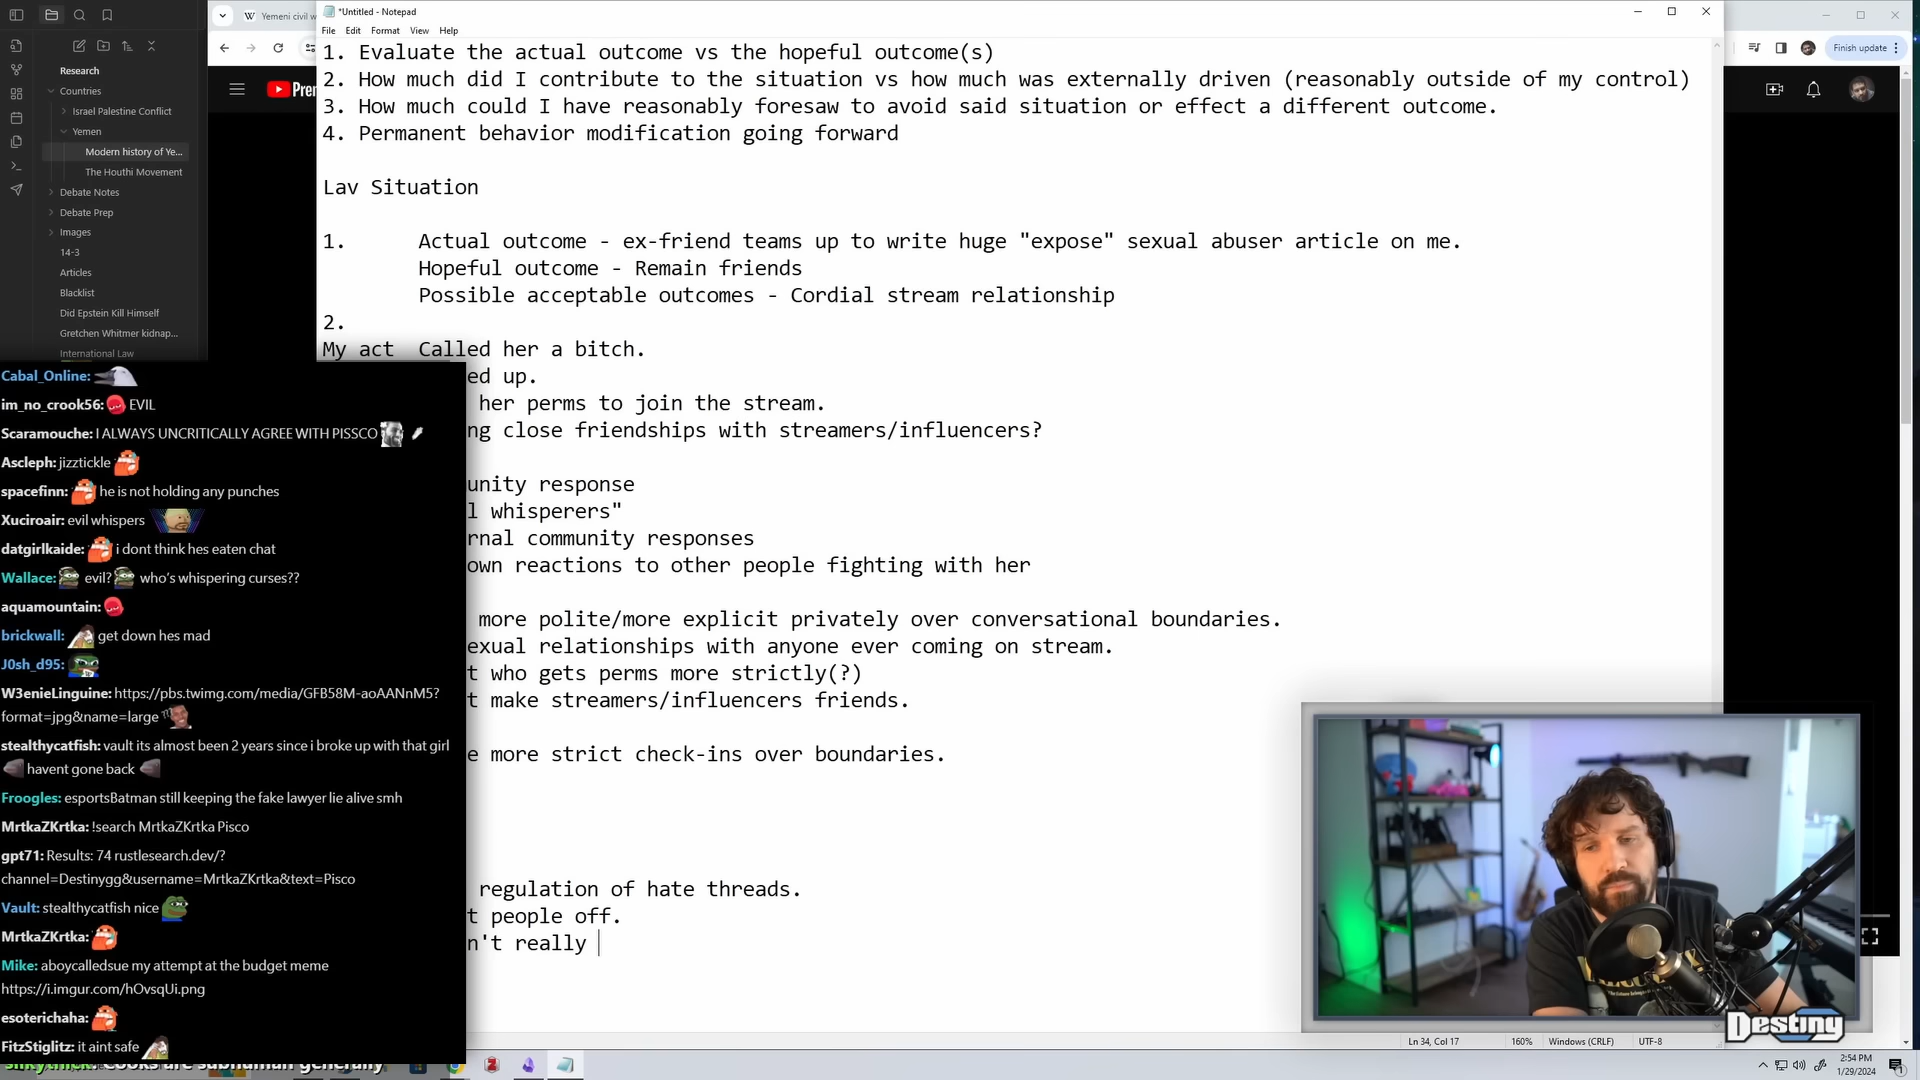 *Untitled - Notepad
File Edit Format View Help
1. Evaluate the actual outcome vs the hopeful outcome(s)
2. How much did I contribute to the situation vs how much was externally driven (reasonably outside of my control)
3. How much could I have reasonably foresaw to avoid said situation or effect a different outcome.
4. Permanent behavior modification going forward
Lav Situation
1. Actual outcome - ex-friend teams up to write huge "expose" sexual abuser article on me.
Hopeful outcome - Remain friends
Possible acceptable outcomes - Cordial stream relationship
2.
My act Called her a bitch.
ed up.
her perms to join the stream.
ng close friendships with streamers/influencers?
unity response
l whisperers"
rnal community responses
own reactions to other people fighting with her
more polite/more explicit privately over conversational boundaries.
exual relationships with anyone ever coming on stream.
t who gets perms more strictly(?)
t make streamers/influencers friends.
e more strict check-ins over boundaries.
regulation of hate threads.
t people off.
n't really
Ln 34, Col 17 160% Windows (CRLF) UTF-8
Yemeni civil w
Finish update
Prem
Research
Countries
Israel Palestine Conflict
Yemen
Modern history of Ye...
The Houthi Movement
Debate Notes
Debate Prep
Images
14-3
Articles
Blacklist
Did Epstein Kill Himself
Gretchen Whitmer kidnap...
International Law
Cabal_Online:
im_no_crook56: EVIL
Scaramouche: I ALWAYS UNCRITICALLY AGREE WITH PISSCO
Ascleph: jizztickle
spacefinn: he is not holding any punches
Xuciroair: evil whispers
datgirlkaide: i dont think hes eaten chat
Wallace: evil? who's whispering curses??
aquamountain:
brickwall: get down hes mad
J0sh_d95:
W3enieLinguine: https://pbs.twimg.com/media/GFB58M-aoAANnM5?
format=jpg&name=large
stealthycatfish: vault its almost been 2 years since i broke up with that girl
havent gone back
Froogles: esportsBatman still keeping the fake lawyer lie alive smh
MrtkaZKrtka: !search MrtkaZKrtka Pisco
gpt71: Results: 74 rustlesearch.dev/?
channel=Destinygg&username=MrtkaZKrtka&text=Pisco
Vault: stealthycatfish nice
MrtkaZKrtka:
Mike: aboycalledsue my attempt at the budget meme
https://i.imgur.com/hOvsqUi.png
esoterichaha:
FitzStiglitz: it aint safe
Destiny
2:54 PM
1/29/2024